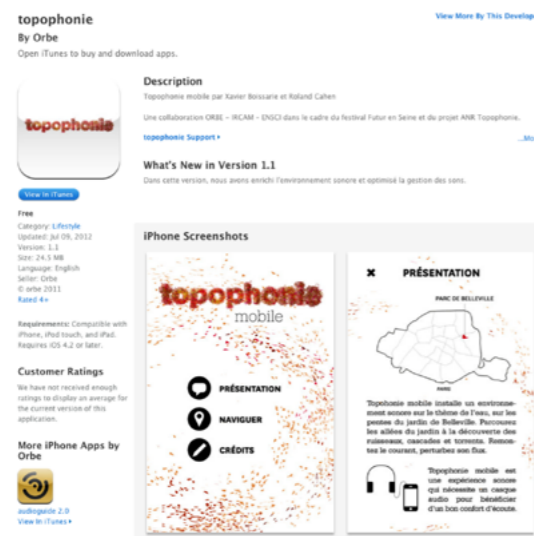 topophonie
View More By This Develop
By Orbe
Open iTunes to buy and download apps.
topophonie
View In iTunes
Free
Category: Lifestyle
Updated: Jul 09, 2012
Version: 1.1
Size: 24.5 MB
Language: English
Seller: Orbe
© orbe 2011
Rated 4+
Requirements: Compatible with
iPhone, iPod touch, and iPad.
Requires iOS 4.2 or later.
Customer Ratings
We have not received enough
ratings to display an average for
the current version of this
application.
More iPhone Apps by
Orbe
audioguide 2.0
View In iTunes
Description
Topophonie mobile par Xavier Boissarie et Roland Cahen
Une collaboration ORBE – IRCAM – ENSCI dans le cadre du festival Futur en Seine et du projet ANR Topophonie.
topophonie Support
...Mo
What's New in Version 1.1
Dans cette version, nous avons enrichi l'environnement sonore et optimisé la gestion des sons.
iPhone Screenshots
topophonie
mobile
PRÉSENTATION
NAVIGUER
CRÉDITS
PRÉSENTATION
PARC DE BELLEVILLE
PARIS
Topohonie mobile installe un environne-
ment sonore sur le thème de l'eau, sur les
pentes du jardin de Belleville. Parcourez
les allées du jardin à la découverte des
ruisseaux, cascades et torrents. Remon-
tez le courant, perturbez son flux.
Topophonie mobile est
une expérience sonore
qui nécessite un casque
audio pour bénéficier
d'un bon confort d'écoute.